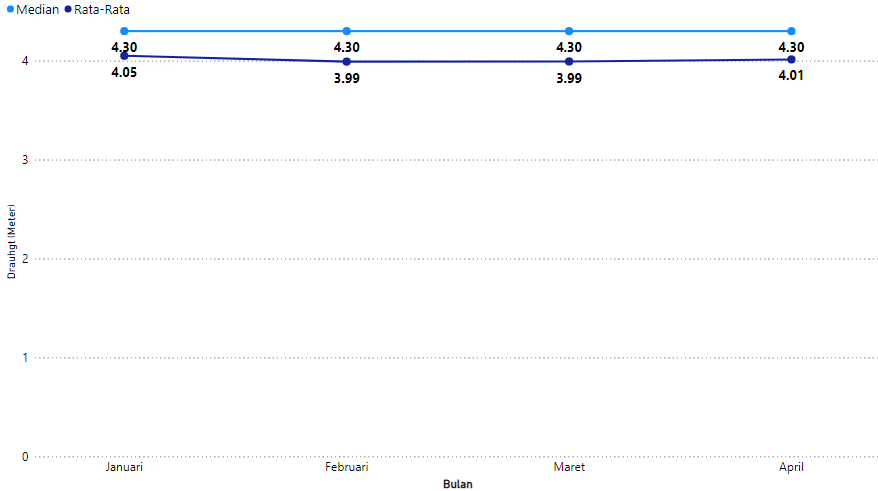 Median Rata-Rata
4.30 4.30 4.30 4.30
4.05 3.99 3.99 4.01
4
3
2
1
0
Drauhgt (Meter)
Januari Februari Maret April
Bulan